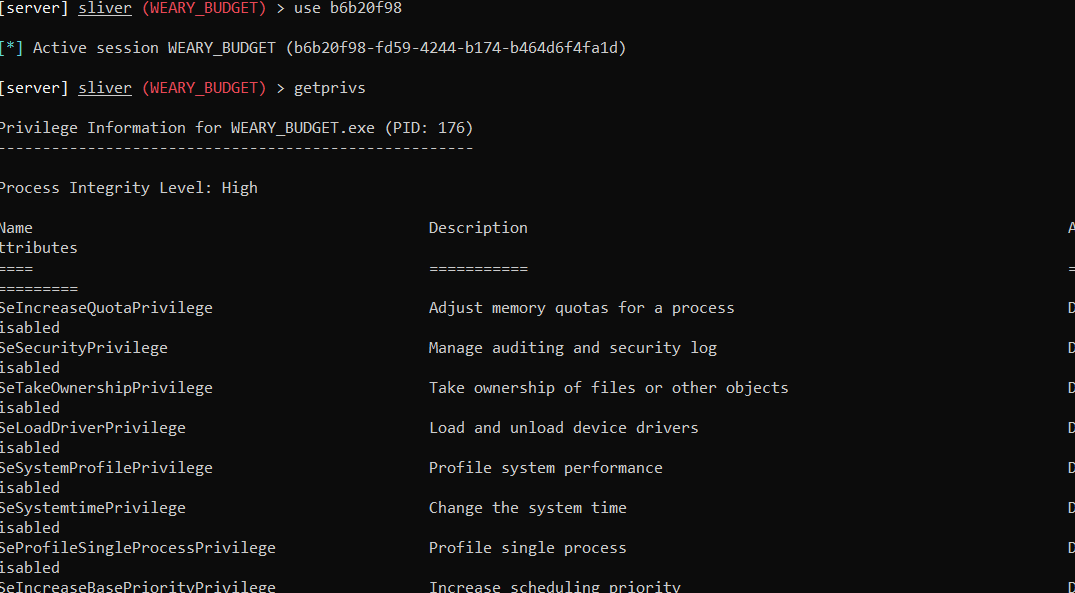 [server] sliver (WEARY_BUDGET) > use b6b20f98
[*] Active session WEARY_BUDGET (b6b20f98-fd59-4244-b174-b464d6f4fa1d)
[server] sliver (WEARY_BUDGET) > getprivs
Privilege Information for WEARY_BUDGET.exe (PID: 176)
-----------------------------------------------------
Process Integrity Level: High
Name Description A
ttributes
==== =========== =
=========
SeIncreaseQuotaPrivilege Adjust memory quotas for a process D
isabled
SeSecurityPrivilege Manage auditing and security log D
isabled
SeTakeOwnershipPrivilege Take ownership of files or other objects D
isabled
SeLoadDriverPrivilege Load and unload device drivers D
isabled
SeSystemProfilePrivilege Profile system performance D
isabled
SeSystemtimePrivilege Change the system time D
isabled
SeProfileSingleProcessPrivilege Profile single process D
isabled
SeIncreaseBasePriorityPrivilege Increase scheduling priority D